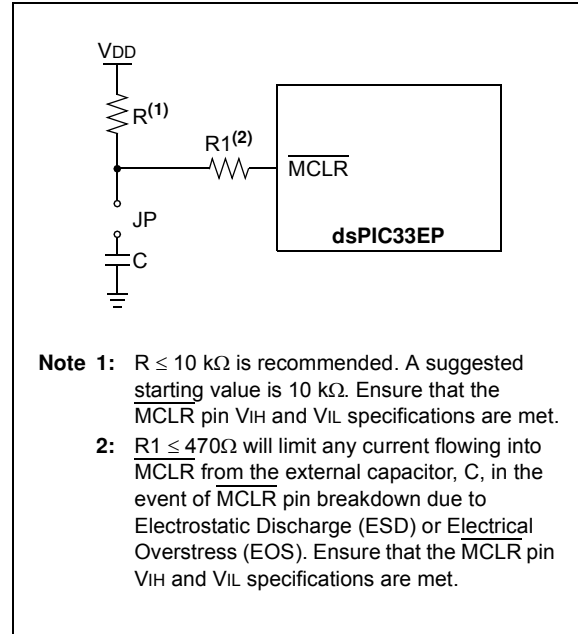 VDD
R(1)
R1(2)
MCLR
JP
dsPIC33EP
C
Note 1: R ≤ 10 kΩ is recommended. A suggested
starting value is 10 kΩ. Ensure that the
MCLR pin VIH and VIL specifications are met.
2: R1 ≤ 470Ω will limit any current flowing into
MCLR from the external capacitor, C, in the
event of MCLR pin breakdown due to
Electrostatic Discharge (ESD) or Electrical
Overstress (EOS). Ensure that the MCLR pin
VIH and VIL specifications are met.